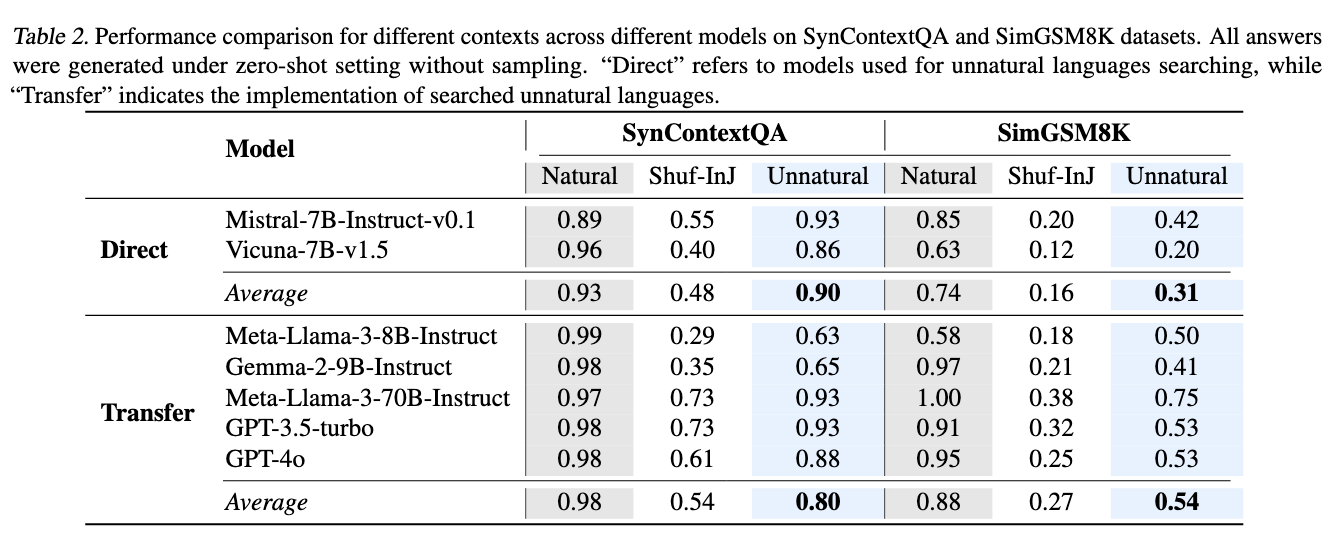 Table 2. Performance comparison for different contexts across different models on SynContextQA and SimGSM8K datasets. All answers
were generated under zero-shot setting without sampling. “Direct” refers to models used for unnatural languages searching, while
“Transfer” indicates the implementation of searched unnatural languages.
Model SynContextQA SimGSM8K
Natural Shuf-InJ Unnatural Natural Shuf-InJ Unnatural
Direct
Mistral-7B-Instruct-v0.1 0.89 0.55 0.93 0.85 0.20 0.42
Vicuna-7B-v1.5 0.96 0.40 0.86 0.63 0.12 0.20
Average 0.93 0.48 0.90 0.74 0.16 0.31
Transfer
Meta-Llama-3-8B-Instruct 0.99 0.29 0.63 0.58 0.18 0.50
Gemma-2-9B-Instruct 0.98 0.35 0.65 0.97 0.21 0.41
Meta-Llama-3-70B-Instruct 0.97 0.73 0.93 1.00 0.38 0.75
GPT-3.5-turbo 0.98 0.73 0.93 0.91 0.32 0.53
GPT-4o 0.98 0.61 0.88 0.95 0.25 0.53
Average 0.98 0.54 0.80 0.88 0.27 0.54